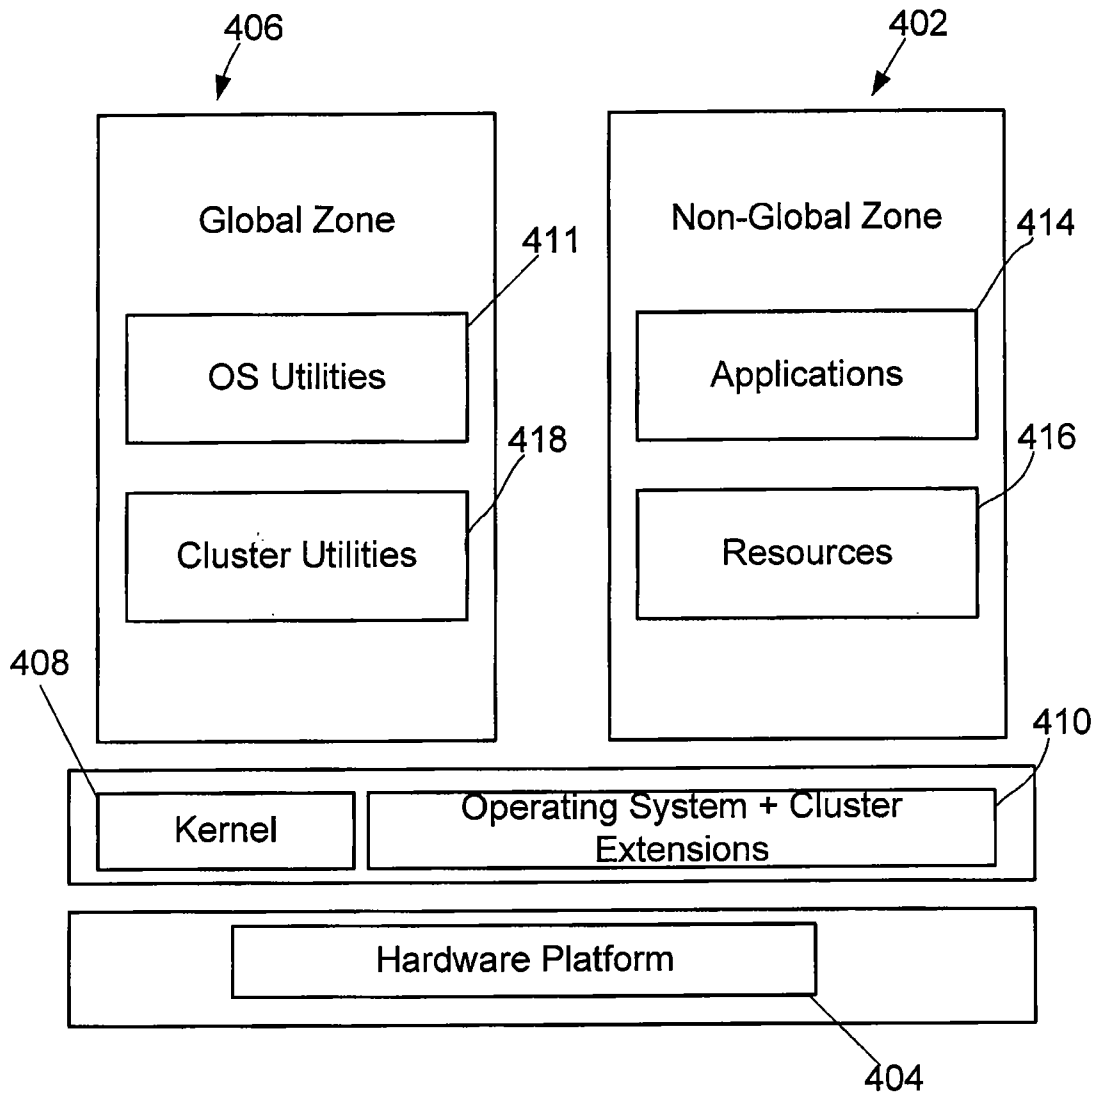 406
402
Global Zone
Non-Global Zone
411
414
OS Utilities
Applications
418
416
Cluster Utilities
Resources
408
410
Kernel
Operating System + Cluster
Extensions
Hardware Platform
404